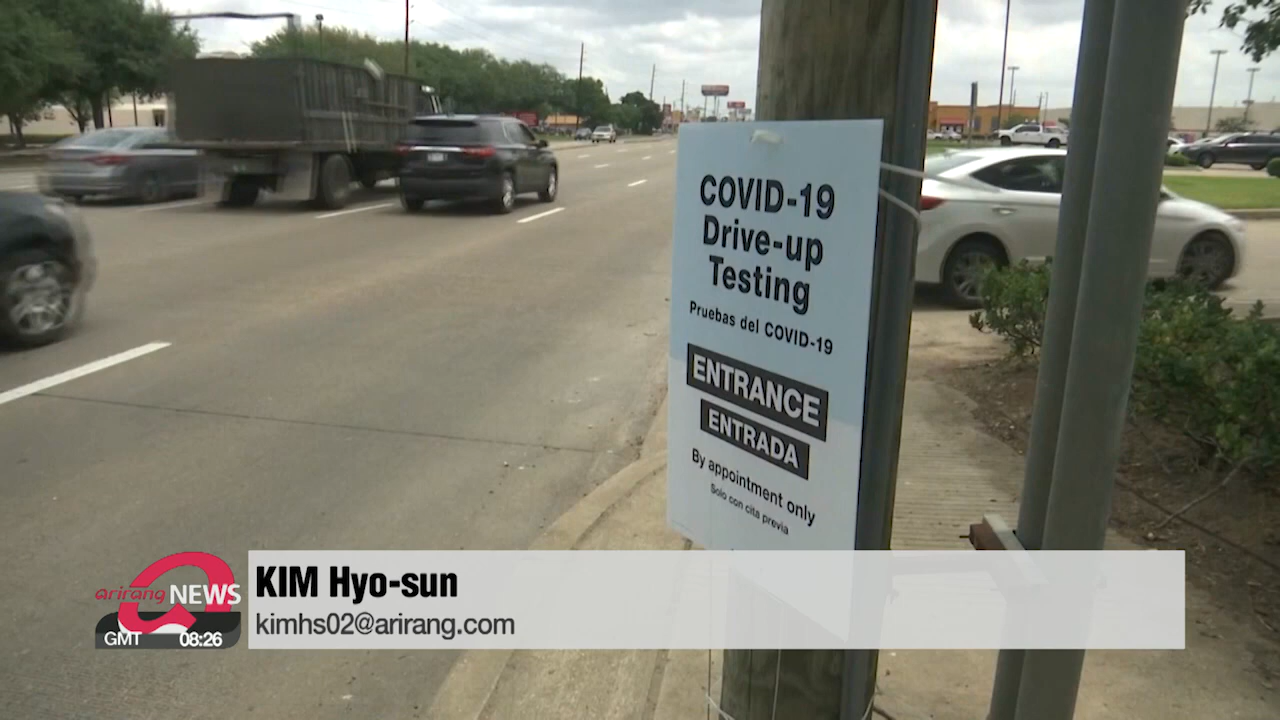 COVID-19
Drive-up
Testing
Pruebas del COVID-19
ENTRANCE
ENTRADA
By appointment only
Solo con cita previa
arirang NEWS
GMT 08:26
KIM Hyo-sun
kimhs02@arirang.com